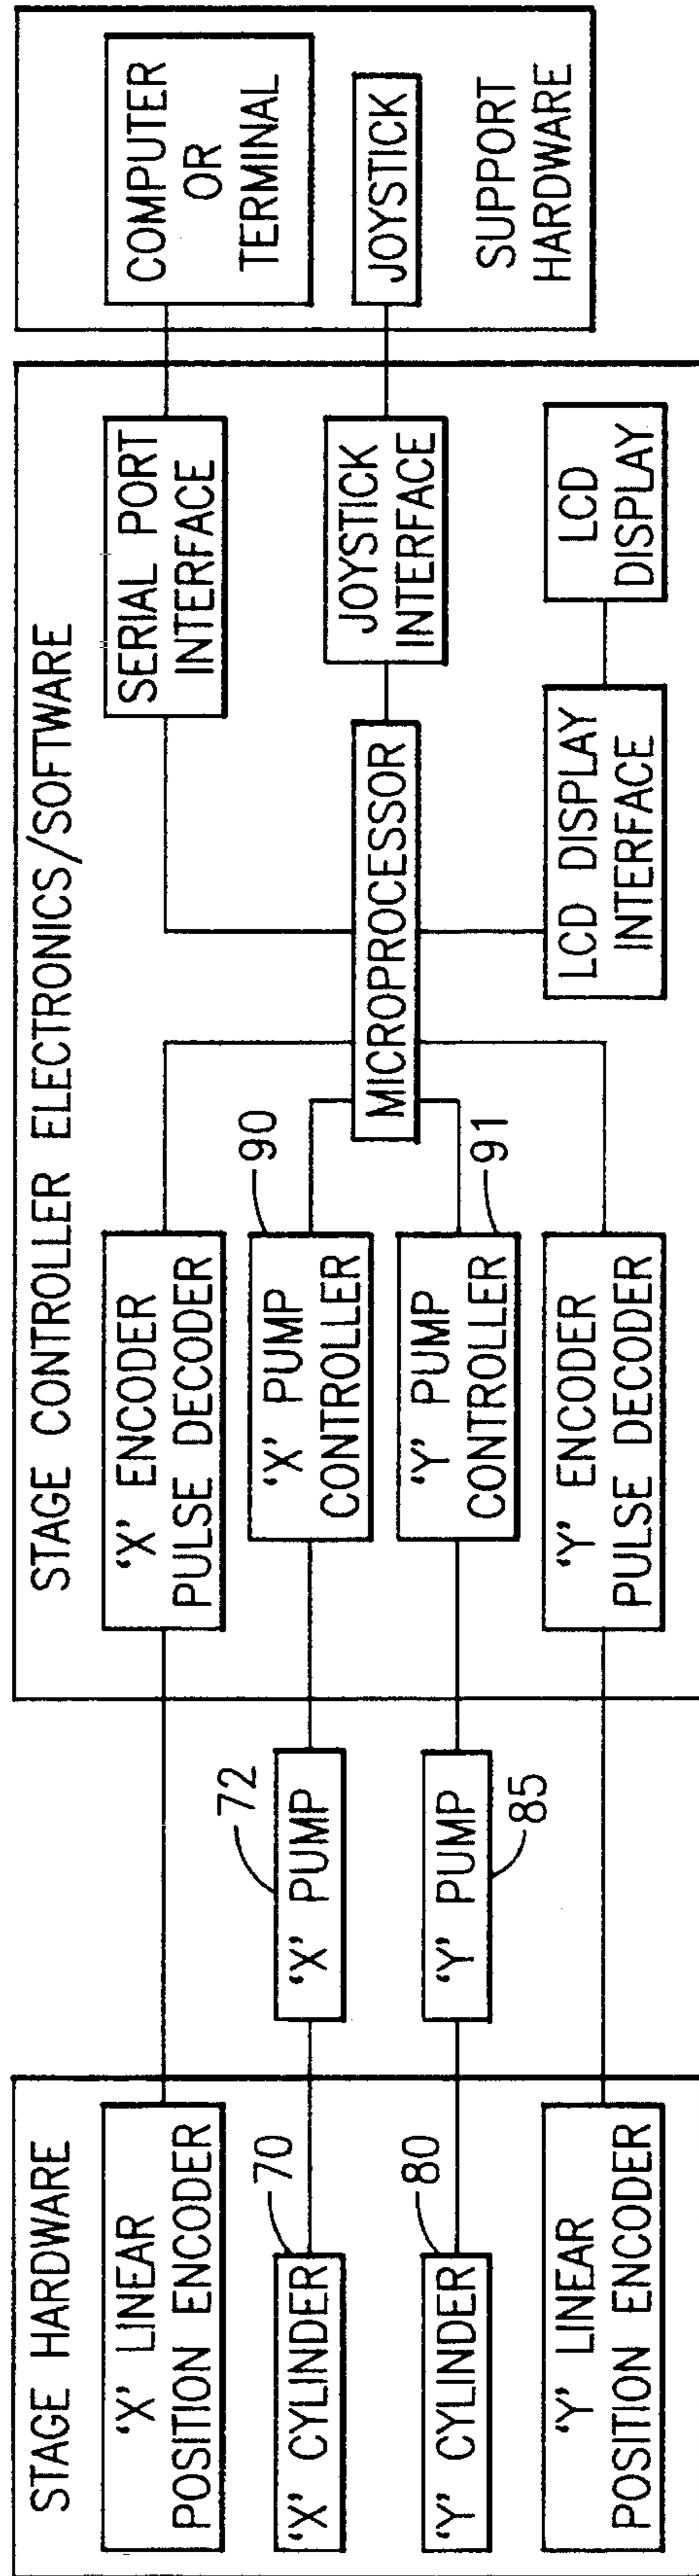 STAGE HARDWARE
'X' LINEAR
POSITION ENCODER
'X' CYLINDER
70
'Y' CYLINDER
80
'Y' LINEAR
POSITION ENCODER
'X' PUMP
72
'Y' PUMP
85
STAGE CONTROLLER ELECTRONICS/SOFTWARE
'X' ENCODER
PULSE DECODER
'X' PUMP
CONTROLLER
90
'Y' PUMP
CONTROLLER
91
'Y' ENCODER
PULSE DECODER
MICROPROCESSOR
SERIAL PORT
INTERFACE
JOYSTICK
INTERFACE
LCD DISPLAY
INTERFACE
LCD
DISPLAY
COMPUTER
OR
TERMINAL
JOYSTICK
SUPPORT
HARDWARE